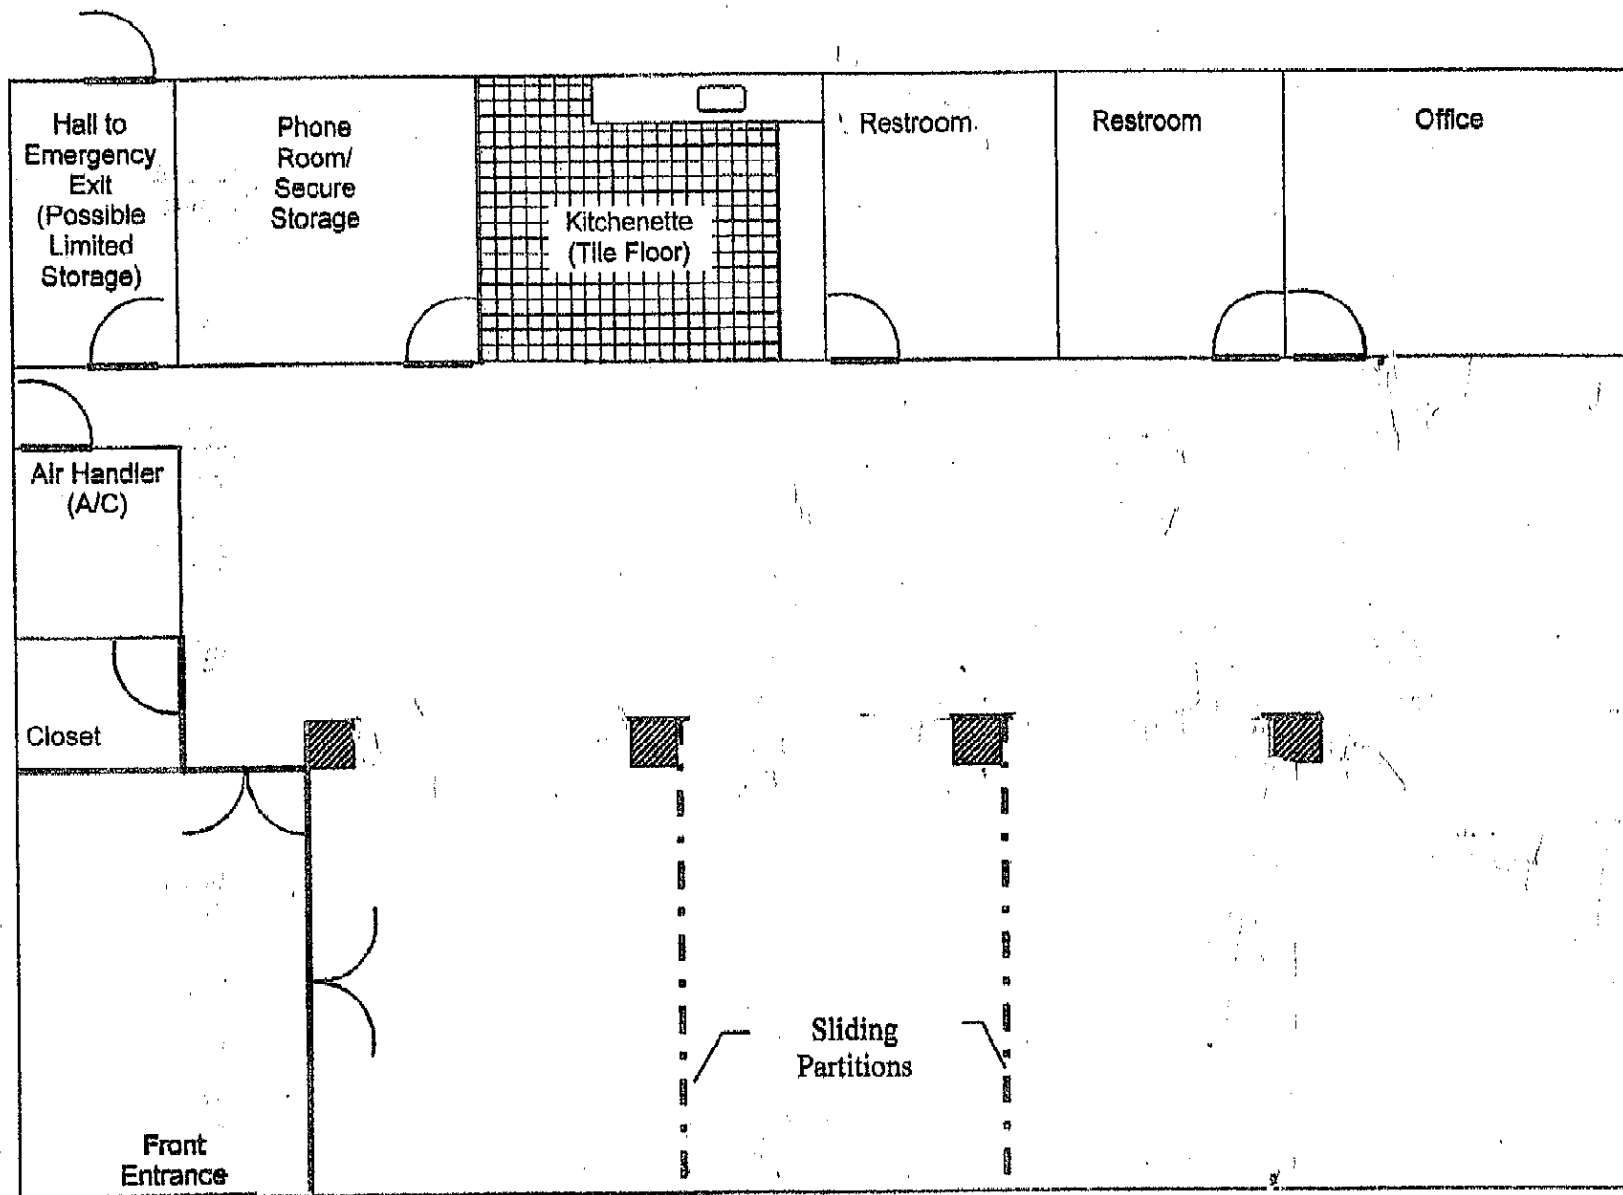 Hall to
Emergency
Exit
(Possible
Limited
Storage)
Phone
Room/
Secure
Storage
Kitchenette
(Tile Floor)
Restroom
Restroom
Office
Air Handler
(A/C)
Closet
Sliding
Partitions
Front
Entrance